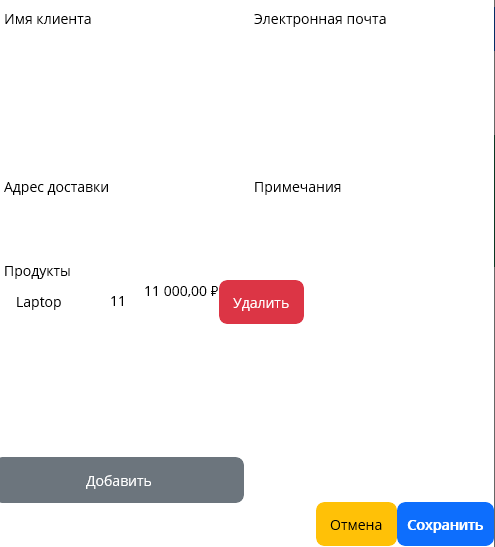 Имя клиента Электронная почта
Адрес доставки Примечания
Продукты
Laptop 11 11 000,00 ₽ Удалить
Добавить
Отмена Сохранить